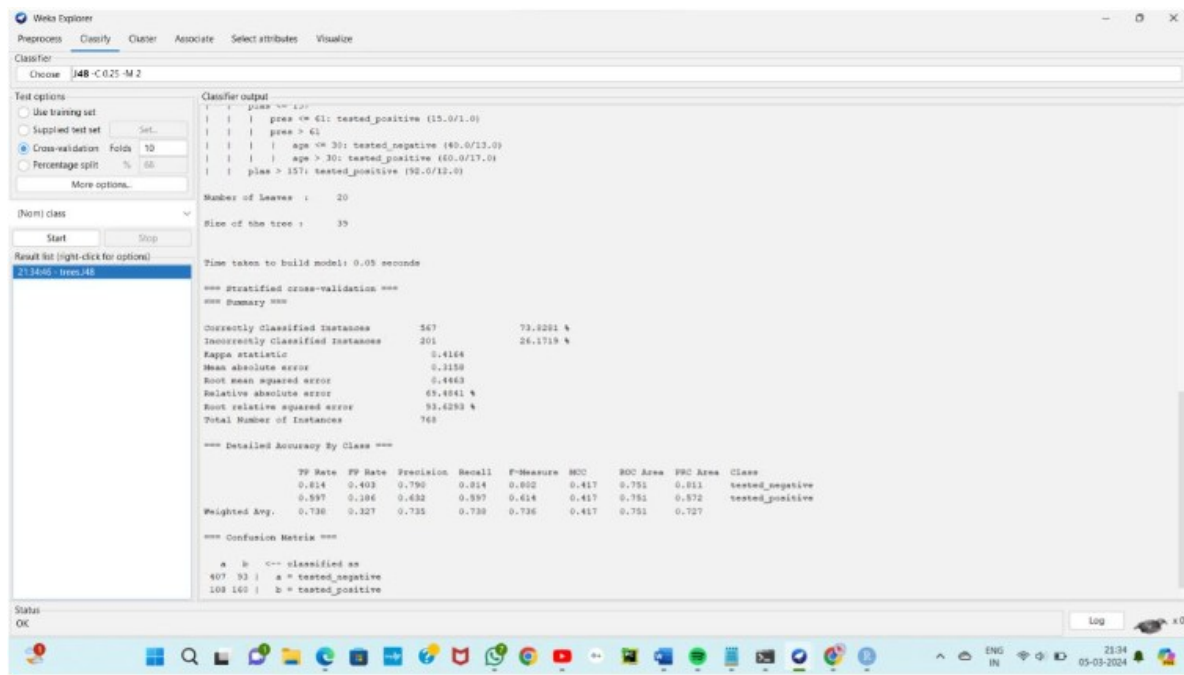 Weka Explorer
Preprocess Classify Cluster Associate Select attributes Visualize
Classifier
Choose J48 -C 0.25 -M 2
Test options
Use training set
Supplied test set Set...
Cross-validation Folds 10
Percentage split % 66
More options...
(Nom) class
Start Stop
Result list (right-click for options)
21:34:46 - trees.J48
Classifier output
| | plas <= 157
| | | pres <= 61: tested_positive (15.0/1.0)
| | | pres > 61
| | | | age <= 30: tested_negative (40.0/13.0)
| | | | age > 30: tested_positive (60.0/17.0)
| | plas > 157: tested_positive (92.0/12.0)
Number of Leaves : 20
Size of the tree : 39
Time taken to build model: 0.05 seconds
=== Stratified cross-validation ===
=== Summary ===
Correctly Classified Instances 567 73.8281 %
Incorrectly Classified Instances 201 26.1719 %
Kappa statistic 0.4164
Mean absolute error 0.3158
Root mean squared error 0.4463
Relative absolute error 69.4841 %
Root relative squared error 93.6293 %
Total Number of Instances 768
=== Detailed Accuracy By Class ===
TP Rate FP Rate Precision Recall F-Measure MCC ROC Area PRC Area Class
0.814 0.403 0.790 0.814 0.802 0.417 0.751 0.811 tested_negative
0.597 0.186 0.632 0.597 0.614 0.417 0.751 0.572 tested_positive
Weighted Avg. 0.738 0.327 0.735 0.738 0.736 0.417 0.751 0.727
=== Confusion Matrix ===
a b <-- classified as
407 93 | a = tested_negative
108 160 | b = tested_positive
Status
OK
Log x 0
ENG
IN
21:34
05-03-2024